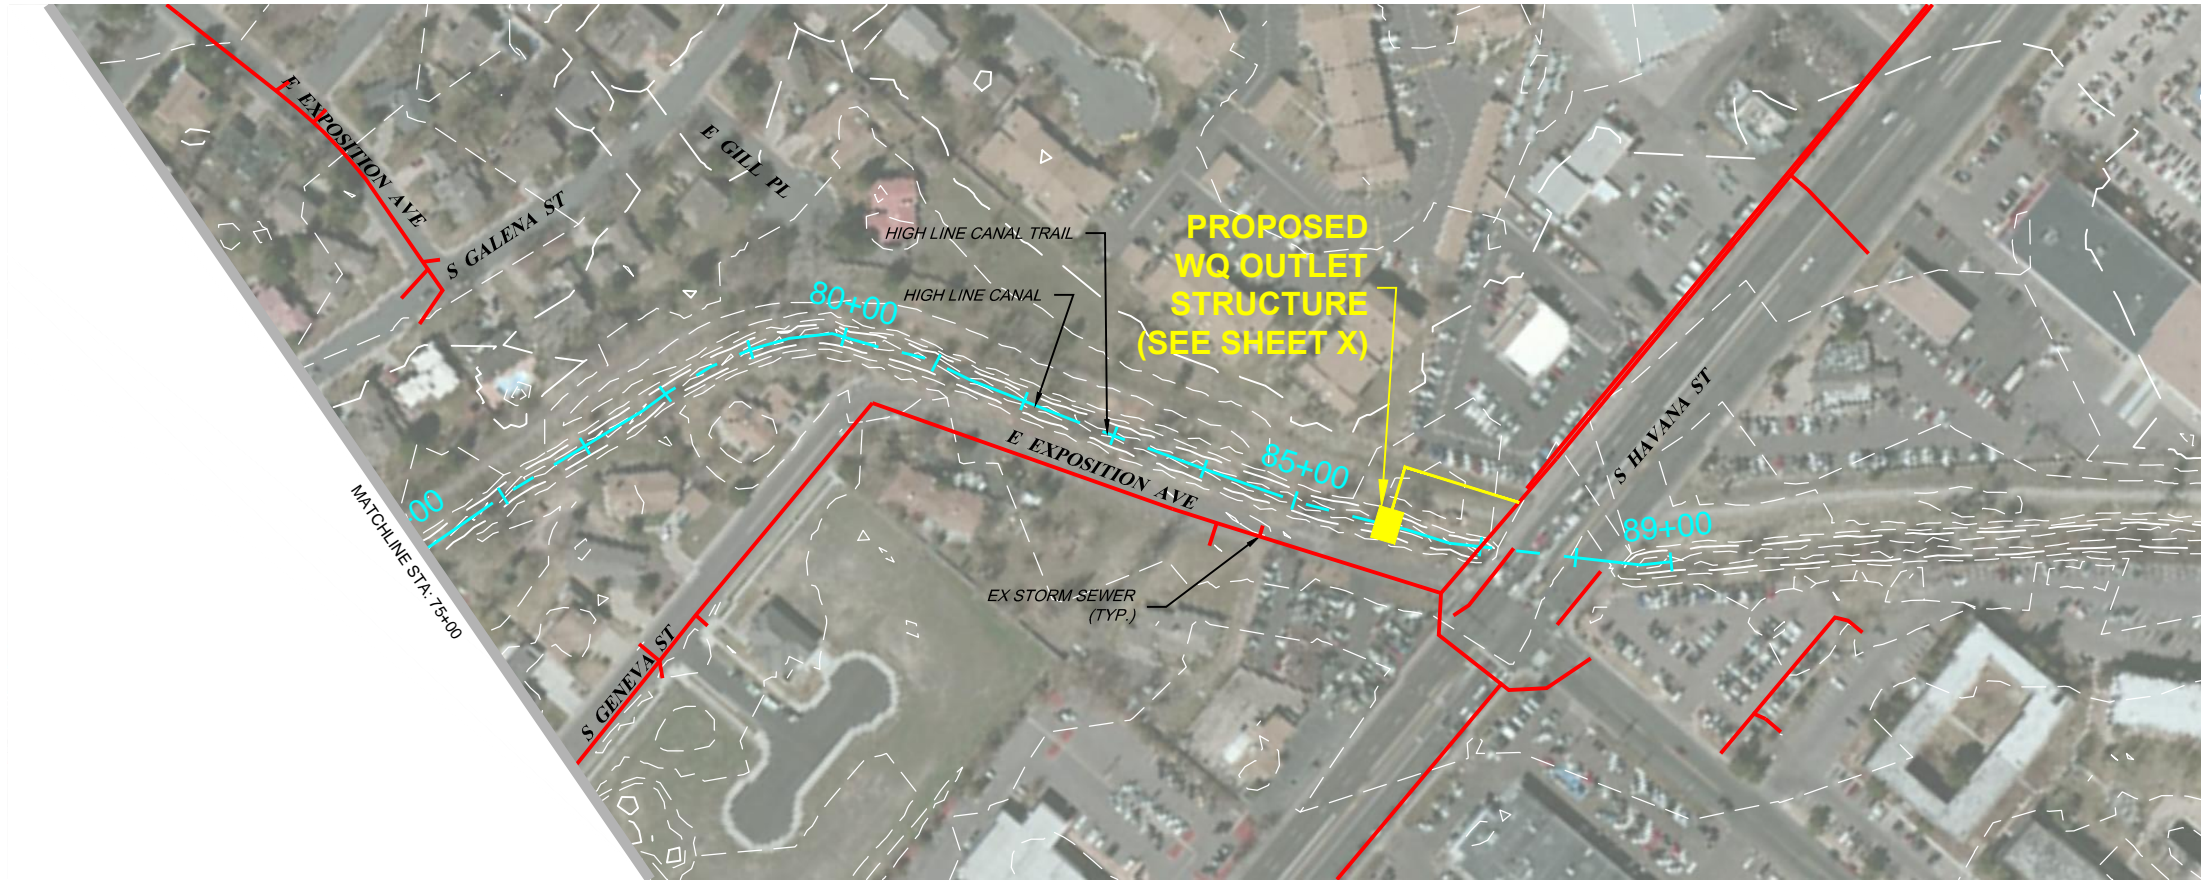 E EXPOSITION AVE
S GALENA ST
E GILL PL
HIGH LINE CANAL TRAIL
HIGH LINE CANAL
PROPOSED
WQ OUTLET
STRUCTURE
(SEE SHEET X)
80+00
85+00
89+00
00
E EXPOSITION AVE
S HAVANA ST
MATCHLINE STA: 75+00
EX STORM SEWER
(TYP.)
S GENEVA ST